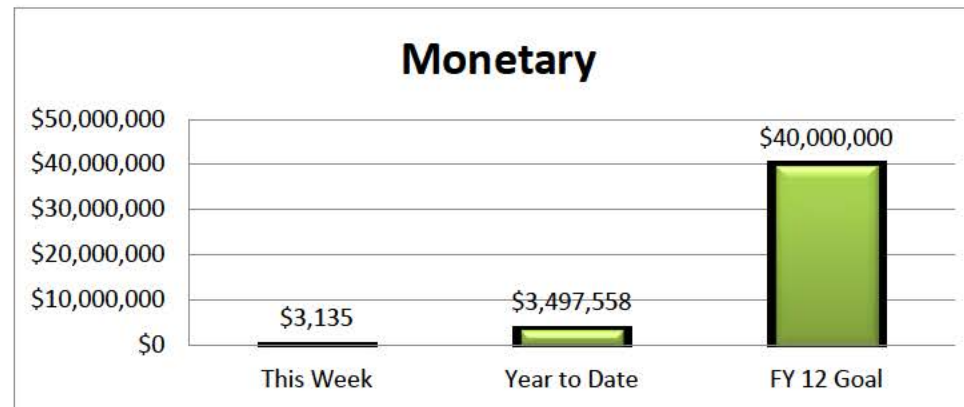 Monetary
$50,000,000
$40,000,000
$30,000,000
$20,000,000
$10,000,000
$0
$3,135
$3,497,558
$40,000,000
This Week
Year to Date
FY 12 Goal